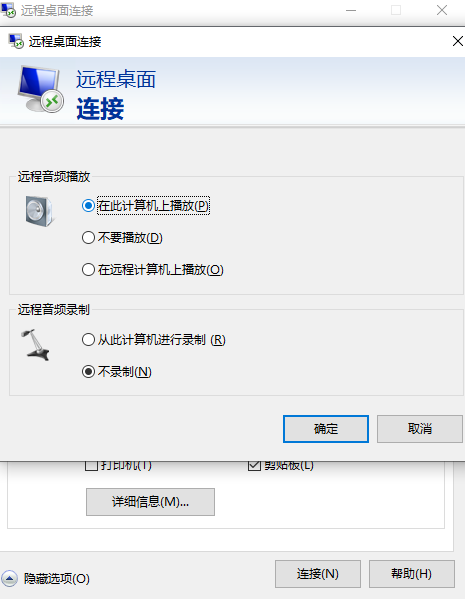 远程桌面连接
远程桌面连接
远程桌面
连接
远程音频播放
在此计算机上播放(P)
不要播放(D)
在远程计算机上播放(O)
远程音频录制
从此计算机进行录制 (R)
不录制(N)
确定 取消
打印机(T) 剪贴板(L)
详细信息(M)...
隐藏选项(O) 连接(N) 帮助(H)